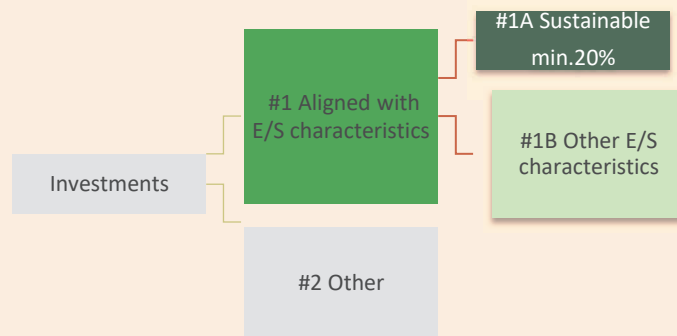 #1A Sustainable
min.20%
#1 Aligned with
E/S characteristics
#1B Other E/S
characteristics
Investments
#2 Other